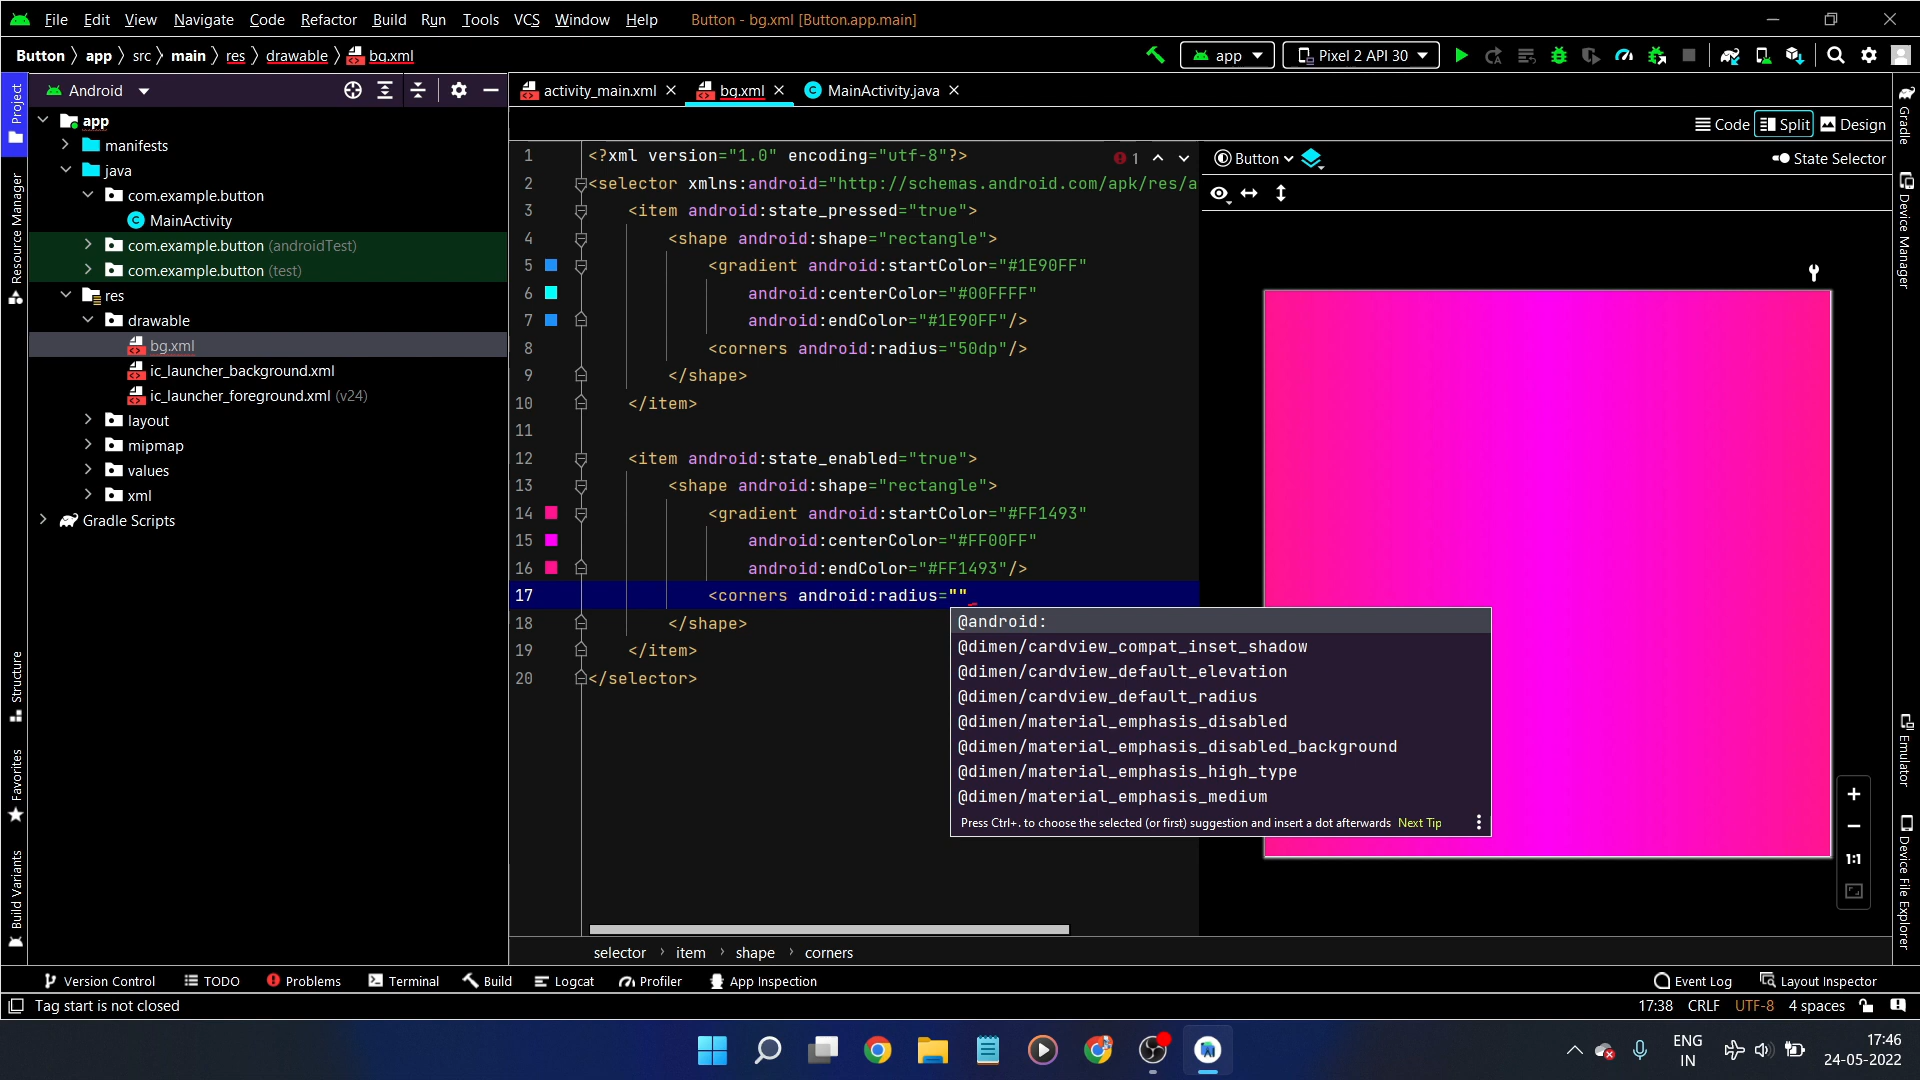 File Edit View Navigate Code Refactor Build Run Tools VCS Window Help Button - bg.xml [Button.app.main]
Button app src main res drawable bg.xml app Pixel 2 API 30
Android activity_main.xml bg.xml MainActivity.java
Code Split Design
app
manifests
java
com.example.button
MainActivity
com.example.button (androidTest)
com.example.button (test)
res
drawable
bg.xml
ic_launcher_background.xml
ic_launcher_foreground.xml (v24)
layout
mipmap
values
xml
Gradle Scripts
Project
Resource Manager
Structure
Favorites
Build Variants
1 <?xml version="1.0" encoding="utf-8"?> 1
2 <selector xmlns:android="http://schemas.android.com/apk/res/a
3 <item android:state_pressed="true">
4 <shape android:shape="rectangle">
5 <gradient android:startColor="#1E90FF"
6 android:centerColor="#00FFFF"
7 android:endColor="#1E90FF"/>
8 <corners android:radius="50dp"/>
9 </shape>
10 </item>
11
12 <item android:state_enabled="true">
13 <shape android:shape="rectangle">
14 <gradient android:startColor="#FF1493"
15 android:centerColor="#FF00FF"
16 android:endColor="#FF1493"/>
17 <corners android:radius=""
18 </shape>
19 </item>
20 </selector>
@android:
@dimen/cardview_compat_inset_shadow
@dimen/cardview_default_elevation
@dimen/cardview_default_radius
@dimen/material_emphasis_disabled
@dimen/material_emphasis_disabled_background
@dimen/material_emphasis_high_type
@dimen/material_emphasis_medium
Press Ctrl+. to choose the selected (or first) suggestion and insert a dot afterwards Next Tip
Button State Selector
1:1
Gradle
Device Manager
Emulator
Device File Explorer
selector item shape corners
Version Control TODO Problems Terminal Build Logcat Profiler App Inspection Event Log Layout Inspector
Tag start is not closed 17:38 CRLF UTF-8 4 spaces
ENG
IN
17:46
24-05-2022